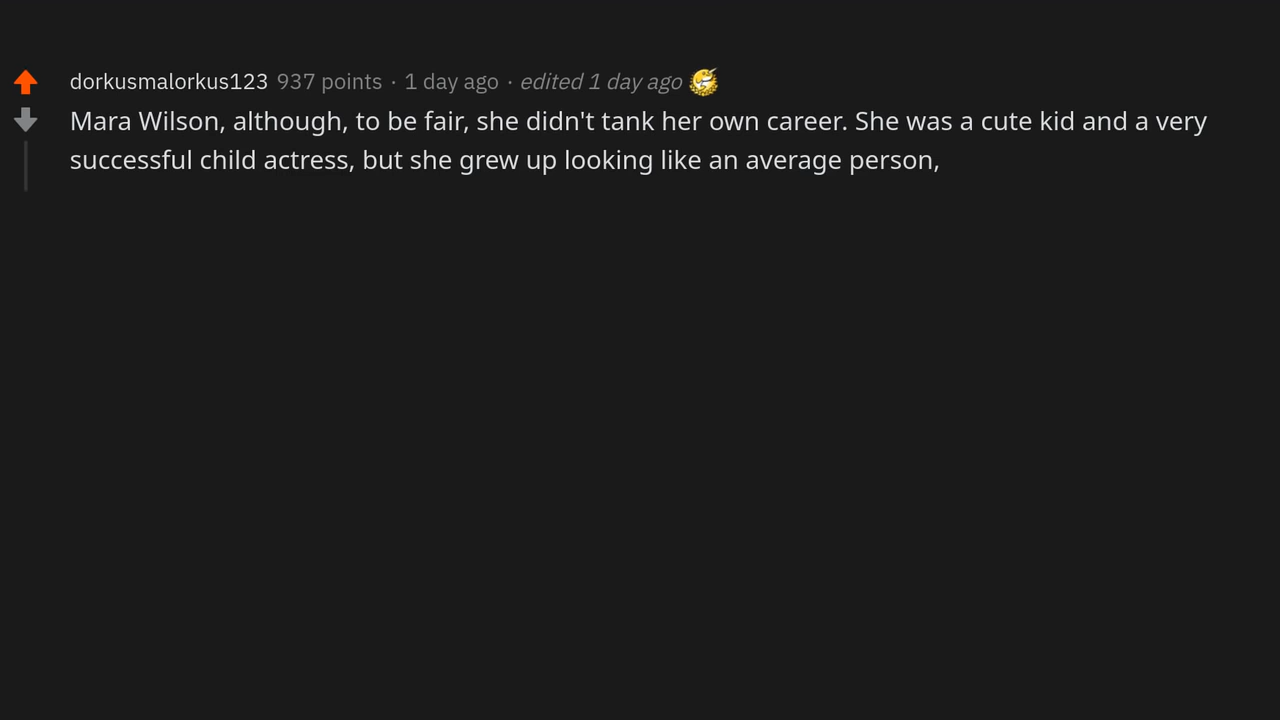 dorkusmalorkus123 937 points · 1 day ago · edited 1 day ago
Mara Wilson, although, to be fair, she didn't tank her own career. She was a cute kid and a very
successful child actress, but she grew up looking like an average person,